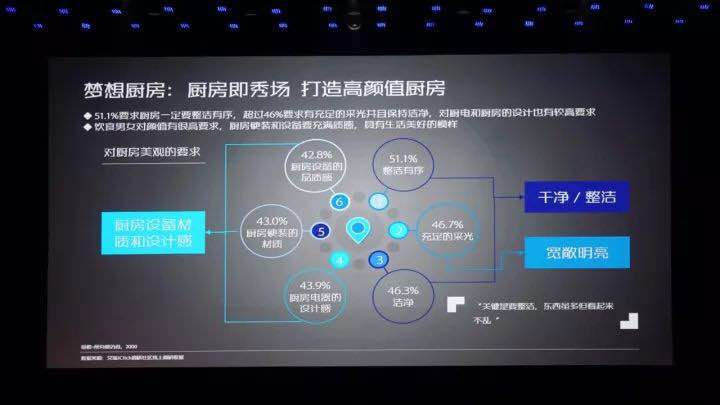 梦想厨房：厨房即秀场 打造高颜值厨房
◆ 51.1%要求厨房一定要整洁有序，超过46%要求有充足的采光并且保持洁净，对厨电和厨房的设计也有较高要求
◆ 饮食男女对颜值有很高要求，厨房硬装和设备要充满质感，具有生活美好的模样
对厨房美观的要求
42.8%
厨房设备的
品质感
51.1%
整洁有序
6
厨房设备材
质和设计感
43.0%
厨房硬装的
材质
5
2
46.7%
充足的采光
干净 / 整洁
宽敞明亮
4
3
43.9%
厨房电器的
设计感
46.3%
洁净
"关键是要整洁，东西虽多但看起来
不乱"